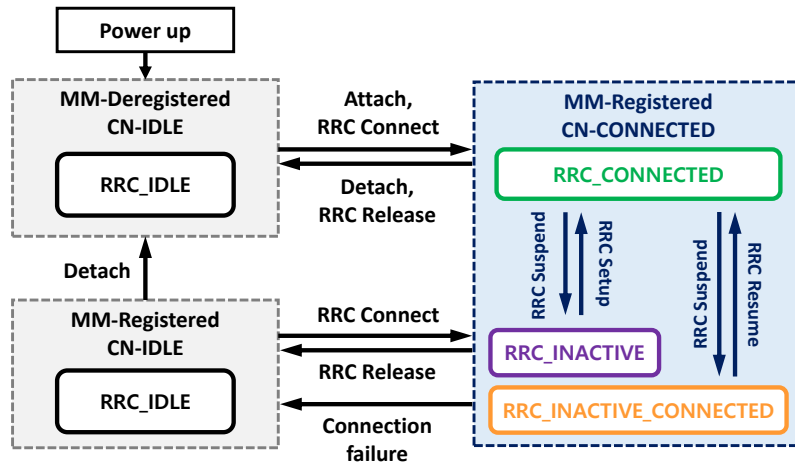 Power up
MM-Deregistered
CN-IDLE
RRC_IDLE
Attach,
RRC Connect
Detach,
RRC Release
MM-Registered
CN-CONNECTED
RRC_CONNECTED
RRC Suspend
RRC Setup
RRC Suspend
RRC Resume
RRC_INACTIVE
RRC_INACTIVE_CONNECTED
Detach
MM-Registered
CN-IDLE
RRC_IDLE
RRC Connect
RRC Release
Connection
failure